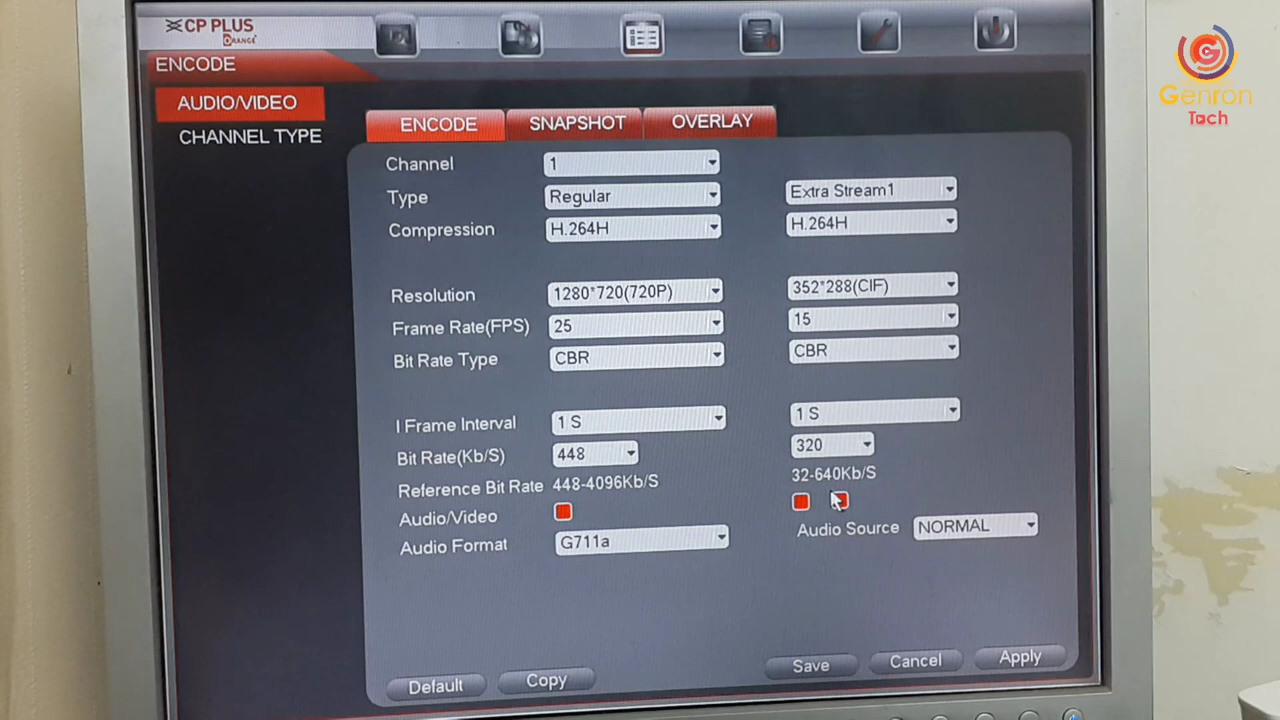 CP PLUS
ORANGE
Genron
Tach
ENCODE
AUDIO/VIDEO
CHANNEL TYPE
ENCODE SNAPSHOT OVERLAY
Channel 1
Type Regular Extra Stream1
Compression H.264H H.264H
Resolution 1280*720(720P) 352*288(CIF)
Frame Rate(FPS) 25 15
Bit Rate Type CBR CBR
I Frame Interval 1 S 1 S
Bit Rate(Kb/S) 448 320
Reference Bit Rate 448-4096Kb/S 32-640Kb/S
Audio/Video
Audio Format G711a Audio Source NORMAL
Default Copy Save Cancel Apply